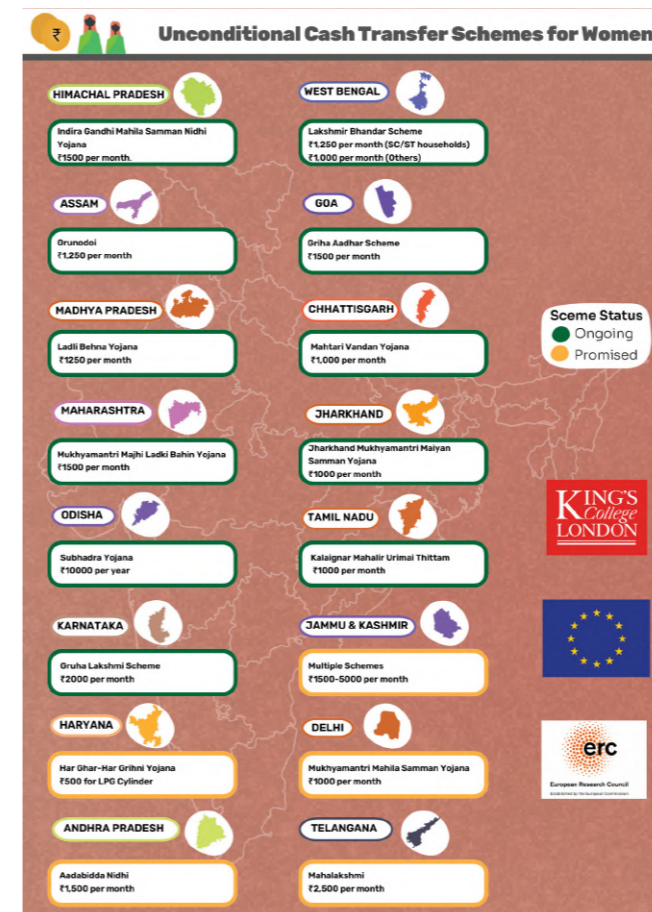 ₹
Unconditional Cash Transfer Schemes for Women
HIMACHAL PRADESH
Indira Gandhi Mahila Samman Nidhi
Yojana
₹1500 per month.
WEST BENGAL
Lakshmir Bhandar Scheme
₹1,250 per month (SC/ST households)
₹1,000 per month (Others)
ASSAM
Orunodoi
₹1,250 per month
GOA
Griha Aadhar Scheme
₹1500 per month
MADHYA PRADESH
Ladli Behna Yojana
₹1250 per month
CHHATTISGARH
Mahtari Vandan Yojana
₹1,000 per month
Sceme Status
Ongoing
Promised
MAHARASHTRA
Mukhyamantri Majhi Ladki Bahin Yojana
₹1500 per month
JHARKHAND
Jharkhand Mukhyamantri Maiyan
Samman Yojana
₹1000 per month
ODISHA
Subhadra Yojana
₹10000 per year
TAMIL NADU
Kalaignar Mahalir Urimai Thittam
₹1000 per month
KING'S
College
LONDON
KARNATAKA
Gruha Lakshmi Scheme
₹2000 per month
JAMMU & KASHMIR
Multiple Schemes
₹1500-5000 per month
HARYANA
Har Ghar-Har Grihni Yojana
₹500 for LPG Cylinder
DELHI
Mukhyamantri Mahila Samman Yojana
₹1000 per month
erc
European Research Council
Established by the European Commission
ANDHRA PRADESH
Aadabidda Nidhi
₹1,500 per month
TELANGANA
Mahalakshmi
₹2,500 per month